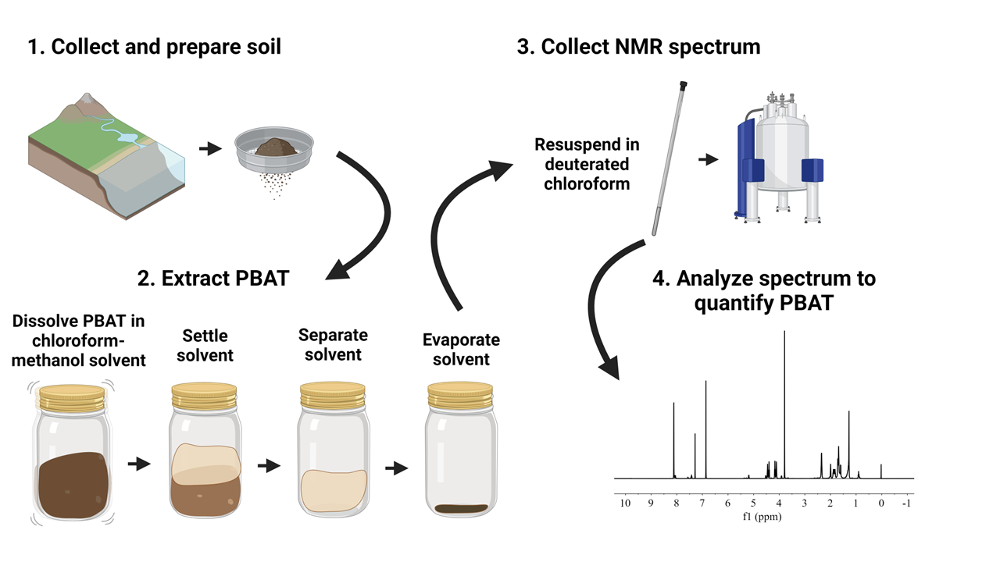 1. Collect and prepare soil
2. Extract PBAT
Dissolve PBAT in
chloroform-
methanol solvent
Settle
solvent
Separate
solvent
Evaporate
solvent
3. Collect NMR spectrum
Resuspend in
deuterated
chloroform
4. Analyze spectrum to
quantify PBAT
10 9 8 7 6 5 4 3 2 1 0 -1
f1 (ppm)